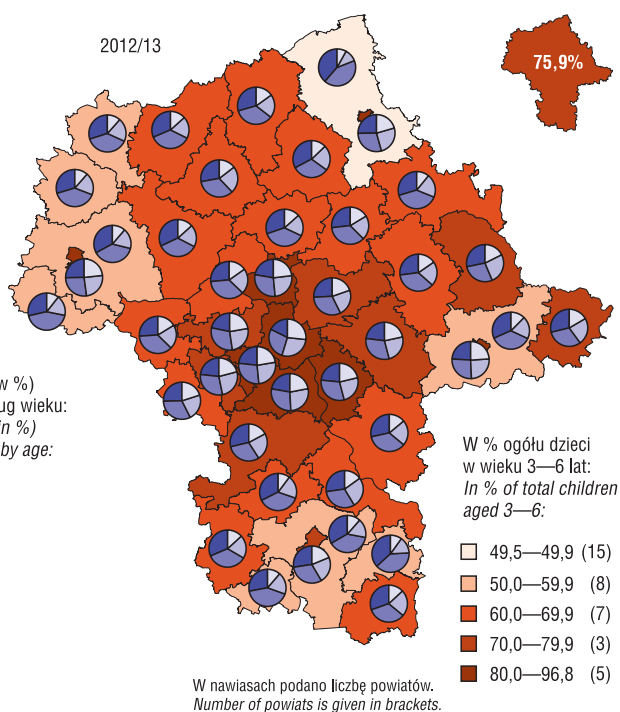 2012/13
75,9%
w %)
ug wieku:
in %)
by age:
W % ogółu dzieci
w wieku 3—6 lat:
In % of total children
aged 3—6:
49,5—49,9 (15)
50,0—59,9 (8)
60,0—69,9 (7)
70,0—79,9 (3)
80,0—96,8 (5)
W nawiasach podano liczbę powiatów.
Number of powiats is given in brackets.